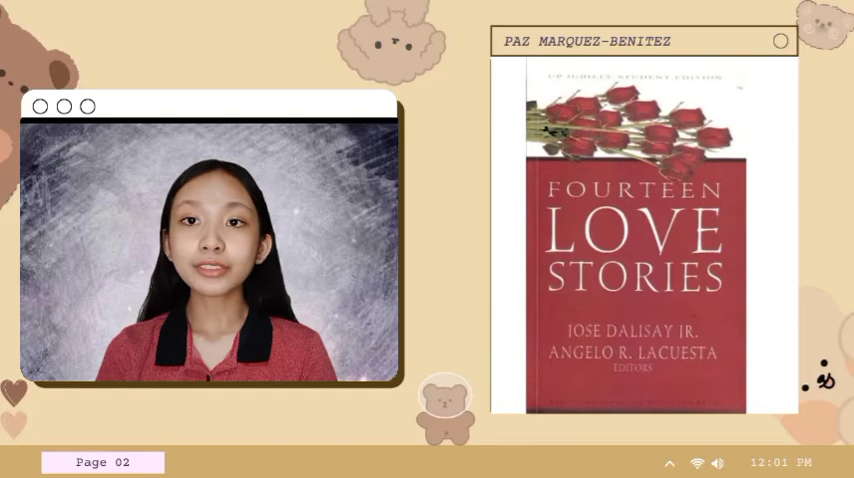 PAZ MARQUEZ-BENITEZ
UP JUBILEE STUDENT EDITION
FOURTEEN
LOVE
STORIES
JOSE DALISAY JR.
ANGELO R. LACUESTA
EDITORS
Page 02
12:01 PM